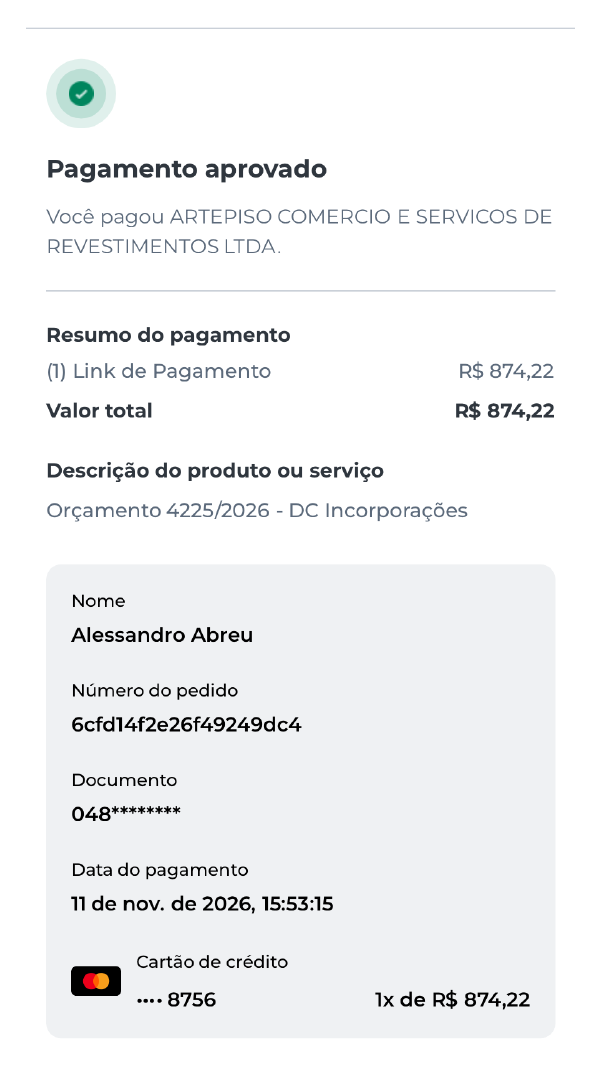 Pagamento aprovado
Você pagou ARTEPISO COMERCIO E SERVICOS DE
REVESTIMENTOS LTDA.
Resumo do pagamento
(1) Link de Pagamento R$ 874,22
Valor total R$ 874,22
Descrição do produto ou serviço
Orçamento 4225/2026 - DC Incorporações
Nome
Alessandro Abreu
Número do pedido
6cfd14f2e26f49249dc4
Documento
048********
Data do pagamento
11 de nov. de 2026, 15:53:15
Cartão de crédito
•••• 8756 1x de R$ 874,22